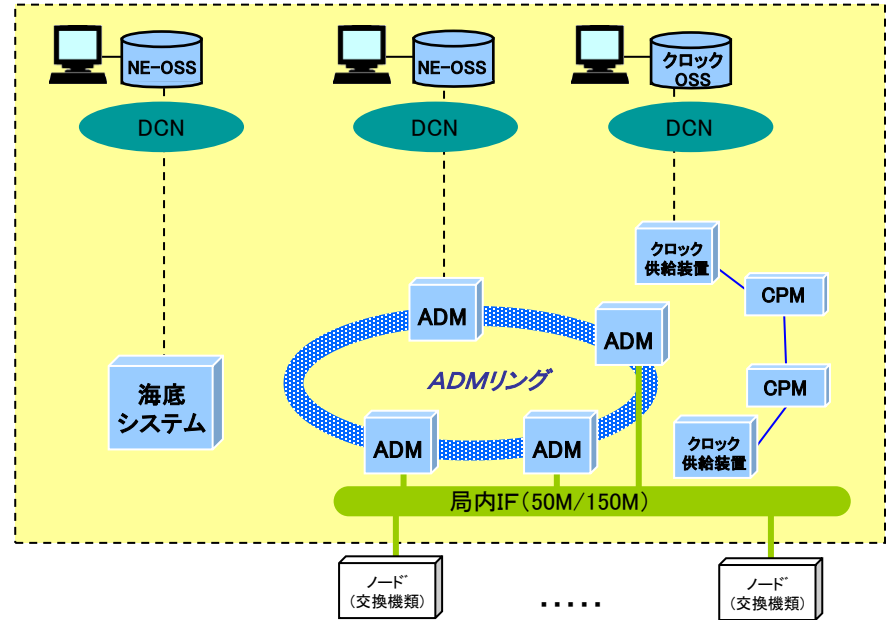 NE-OSS
NE-OSS
クロック
OSS
DCN
DCN
DCN
クロック
供給装置
CPM
ADM
ADM
ADMリング
海底
システム
CPM
ADM
ADM
クロック
供給装置
局内IF(50M/150M)
ノード
(交換機類)
.....
ノード
(交換機類)